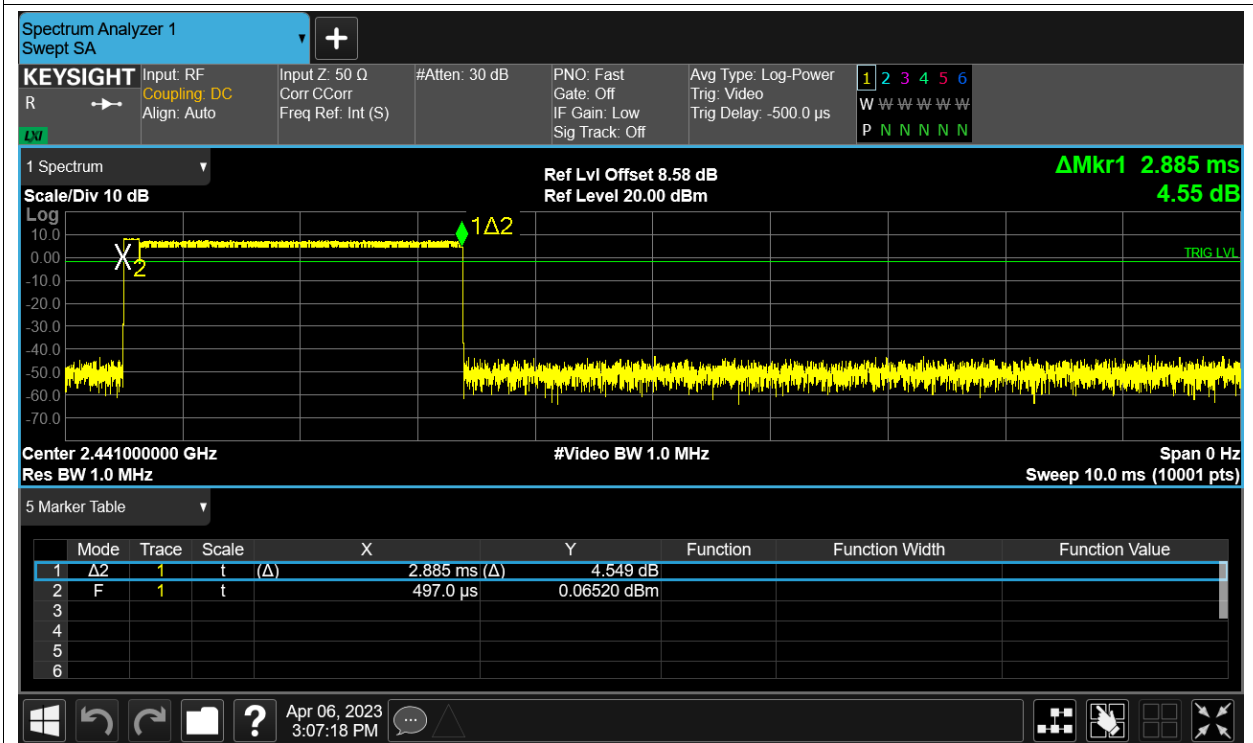 Spectrum Analyzer 1
Swept SA
+
KEYSIGHT
R
LXI
Input: RF
Coupling: DC
Align: Auto
Input Z: 50 Ω
Corr CCorr
Freq Ref: Int (S)
#Atten: 30 dB
PNO: Fast
Gate: Off
IF Gain: Low
Sig Track: Off
Avg Type: Log-Power
Trig: Video
Trig Delay: -500.0 µs
1 2 3 4 5 6
W W W W W W
P N N N N N
1 Spectrum
Scale/Div 10 dB
Ref Lvl Offset 8.58 dB
Ref Level 20.00 dBm
ΔMkr1 2.885 ms
4.55 dB
Log
10.0
0.00
-10.0
-20.0
-30.0
-40.0
-50.0
-60.0
-70.0
1Δ2
X2
TRIG LVL
Center 2.441000000 GHz
#Video BW 1.0 MHz
Span 0 Hz
Res BW 1.0 MHz
Sweep 10.0 ms (10001 pts)
5 Marker Table
Mode Trace Scale X Y Function Function Width Function Value
1 Δ2 1 t (Δ) 2.885 ms (Δ) 4.549 dB
2 F 1 t 497.0 µs 0.06520 dBm
3
4
5
6
?
Apr 06, 2023
3:07:18 PM